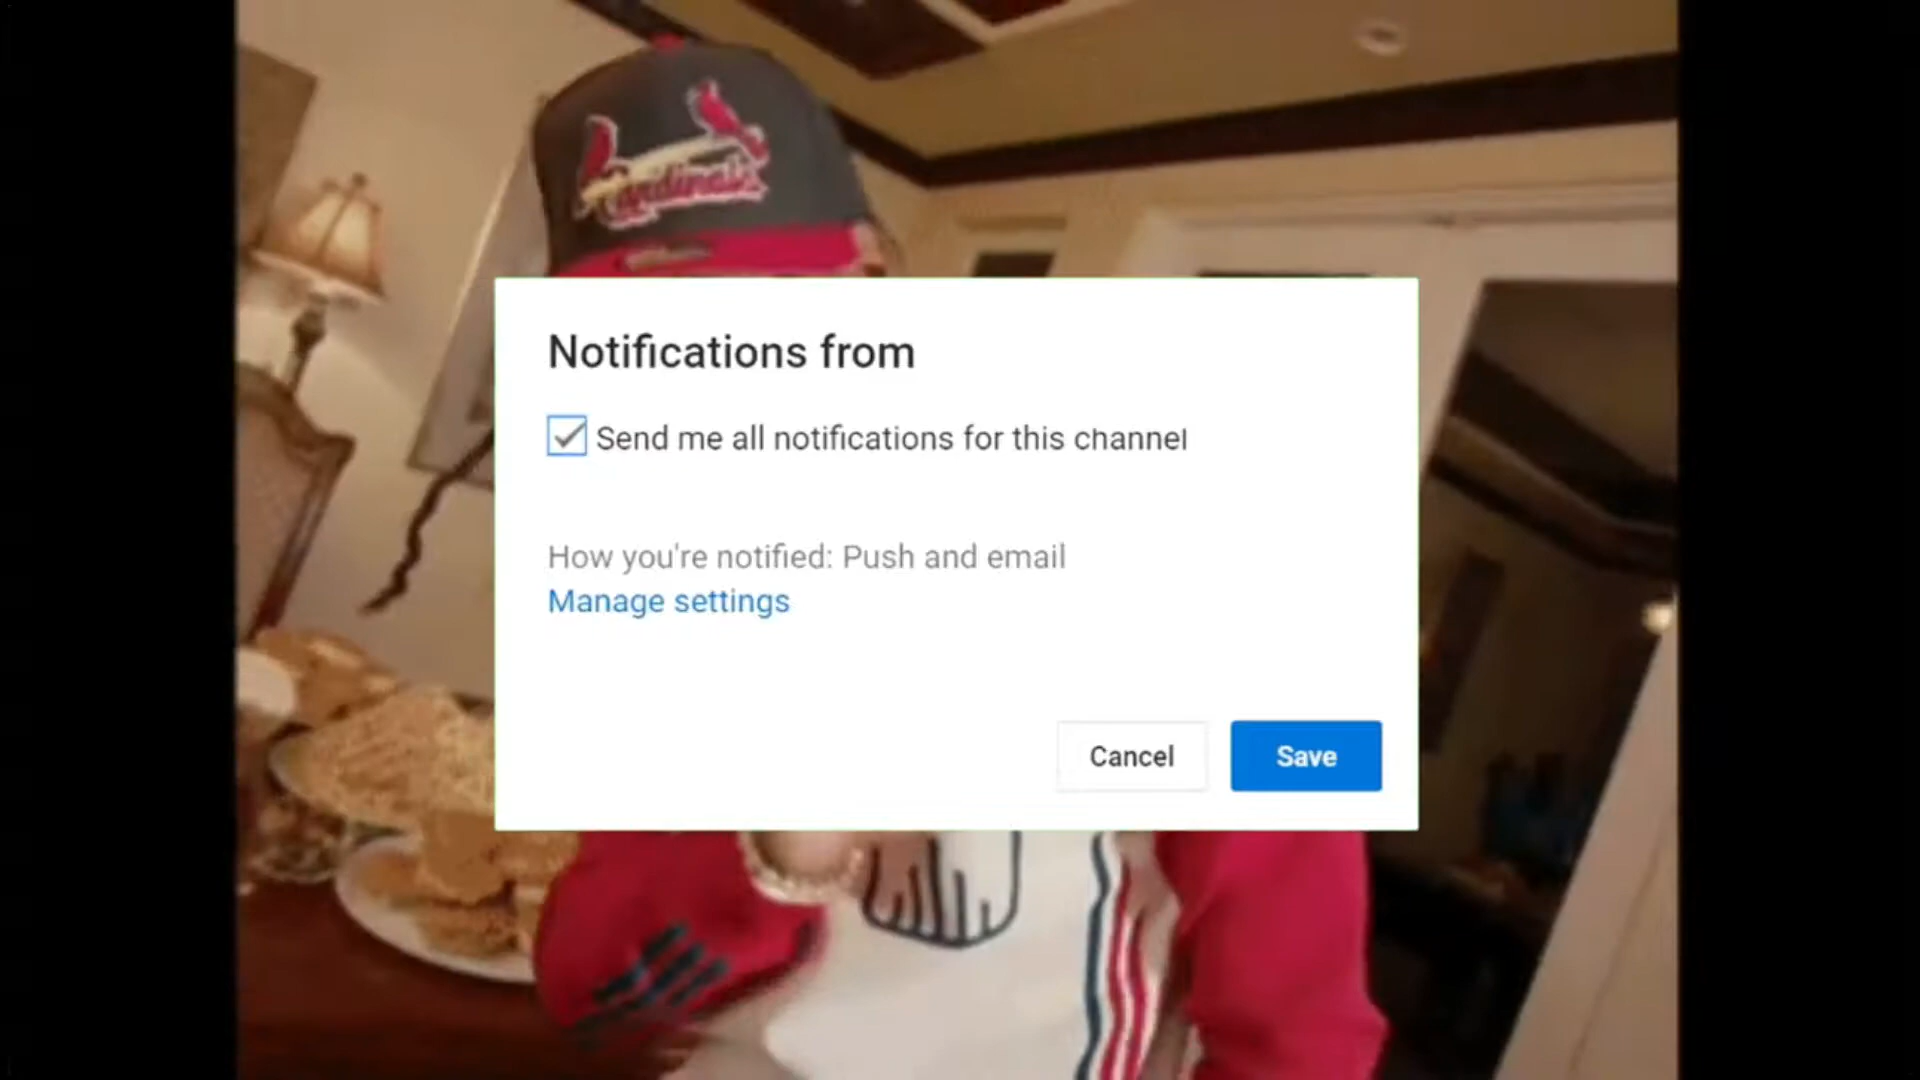 Cardinals
Notifications from
Send me all notifications for this channel
How you're notified: Push and email
Manage settings
Cancel
Save